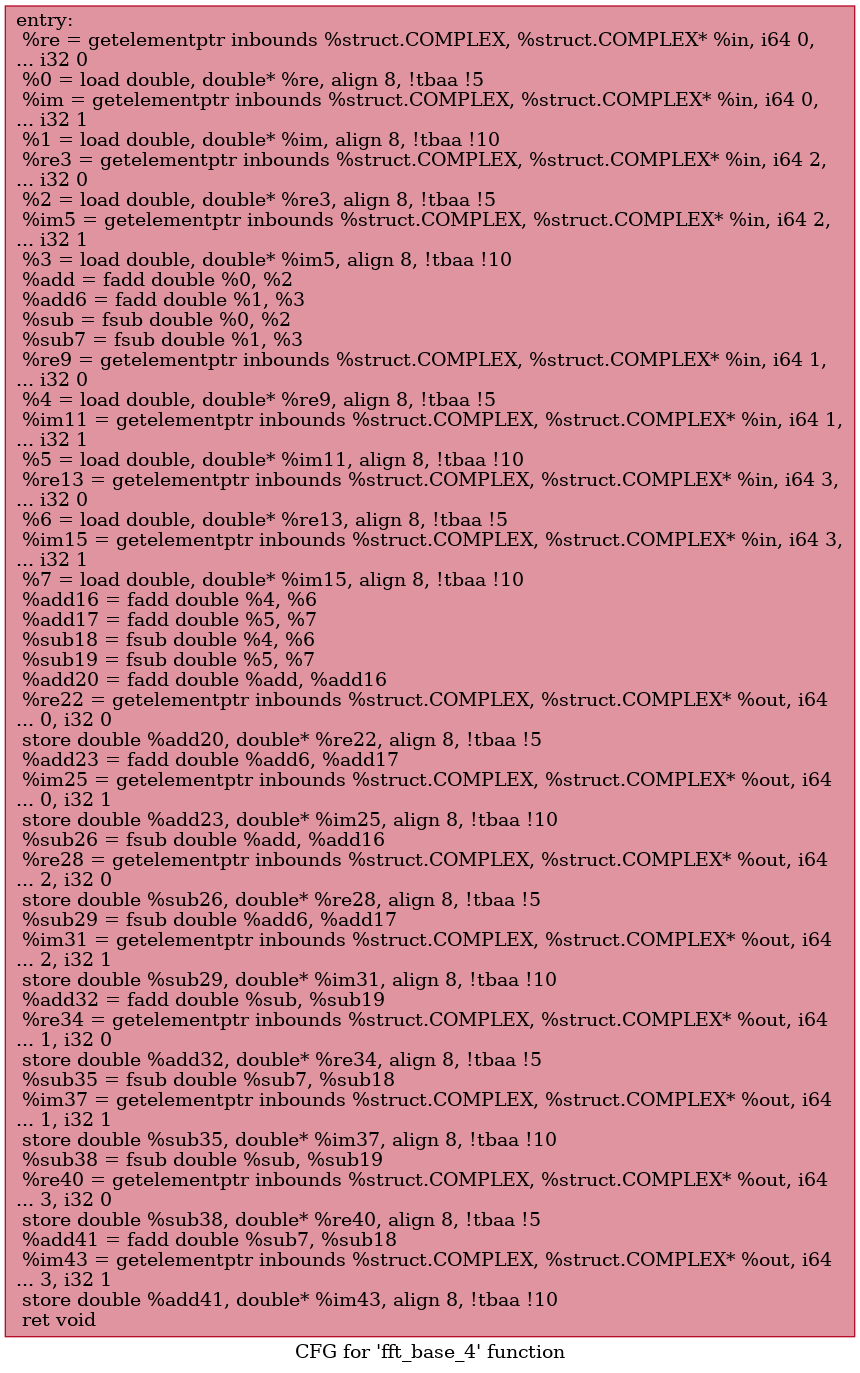 entry:
%re = getelementptr inbounds %struct.COMPLEX, %struct.COMPLEX* %in, i64 0,
... i32 0
%0 = load double, double* %re, align 8, !tbaa !5
%im = getelementptr inbounds %struct.COMPLEX, %struct.COMPLEX* %in, i64 0,
... i32 1
%1 = load double, double* %im, align 8, !tbaa !10
%re3 = getelementptr inbounds %struct.COMPLEX, %struct.COMPLEX* %in, i64 2,
... i32 0
%2 = load double, double* %re3, align 8, !tbaa !5
%im5 = getelementptr inbounds %struct.COMPLEX, %struct.COMPLEX* %in, i64 2,
... i32 1
%3 = load double, double* %im5, align 8, !tbaa !10
%add = fadd double %0, %2
%add6 = fadd double %1, %3
%sub = fsub double %0, %2
%sub7 = fsub double %1, %3
%re9 = getelementptr inbounds %struct.COMPLEX, %struct.COMPLEX* %in, i64 1,
... i32 0
%4 = load double, double* %re9, align 8, !tbaa !5
%im11 = getelementptr inbounds %struct.COMPLEX, %struct.COMPLEX* %in, i64 1,
... i32 1
%5 = load double, double* %im11, align 8, !tbaa !10
%re13 = getelementptr inbounds %struct.COMPLEX, %struct.COMPLEX* %in, i64 3,
... i32 0
%6 = load double, double* %re13, align 8, !tbaa !5
%im15 = getelementptr inbounds %struct.COMPLEX, %struct.COMPLEX* %in, i64 3,
... i32 1
%7 = load double, double* %im15, align 8, !tbaa !10
%add16 = fadd double %4, %6
%add17 = fadd double %5, %7
%sub18 = fsub double %4, %6
%sub19 = fsub double %5, %7
%add20 = fadd double %add, %add16
%re22 = getelementptr inbounds %struct.COMPLEX, %struct.COMPLEX* %out, i64
... 0, i32 0
store double %add20, double* %re22, align 8, !tbaa !5
%add23 = fadd double %add6, %add17
%im25 = getelementptr inbounds %struct.COMPLEX, %struct.COMPLEX* %out, i64
... 0, i32 1
store double %add23, double* %im25, align 8, !tbaa !10
%sub26 = fsub double %add, %add16
%re28 = getelementptr inbounds %struct.COMPLEX, %struct.COMPLEX* %out, i64
... 2, i32 0
store double %sub26, double* %re28, align 8, !tbaa !5
%sub29 = fsub double %add6, %add17
%im31 = getelementptr inbounds %struct.COMPLEX, %struct.COMPLEX* %out, i64
... 2, i32 1
store double %sub29, double* %im31, align 8, !tbaa !10
%add32 = fadd double %sub, %sub19
%re34 = getelementptr inbounds %struct.COMPLEX, %struct.COMPLEX* %out, i64
... 1, i32 0
store double %add32, double* %re34, align 8, !tbaa !5
%sub35 = fsub double %sub7, %sub18
%im37 = getelementptr inbounds %struct.COMPLEX, %struct.COMPLEX* %out, i64
... 1, i32 1
store double %sub35, double* %im37, align 8, !tbaa !10
%sub38 = fsub double %sub, %sub19
%re40 = getelementptr inbounds %struct.COMPLEX, %struct.COMPLEX* %out, i64
... 3, i32 0
store double %sub38, double* %re40, align 8, !tbaa !5
%add41 = fadd double %sub7, %sub18
%im43 = getelementptr inbounds %struct.COMPLEX, %struct.COMPLEX* %out, i64
... 3, i32 1
store double %add41, double* %im43, align 8, !tbaa !10
ret void
CFG for 'fft_base_4' function